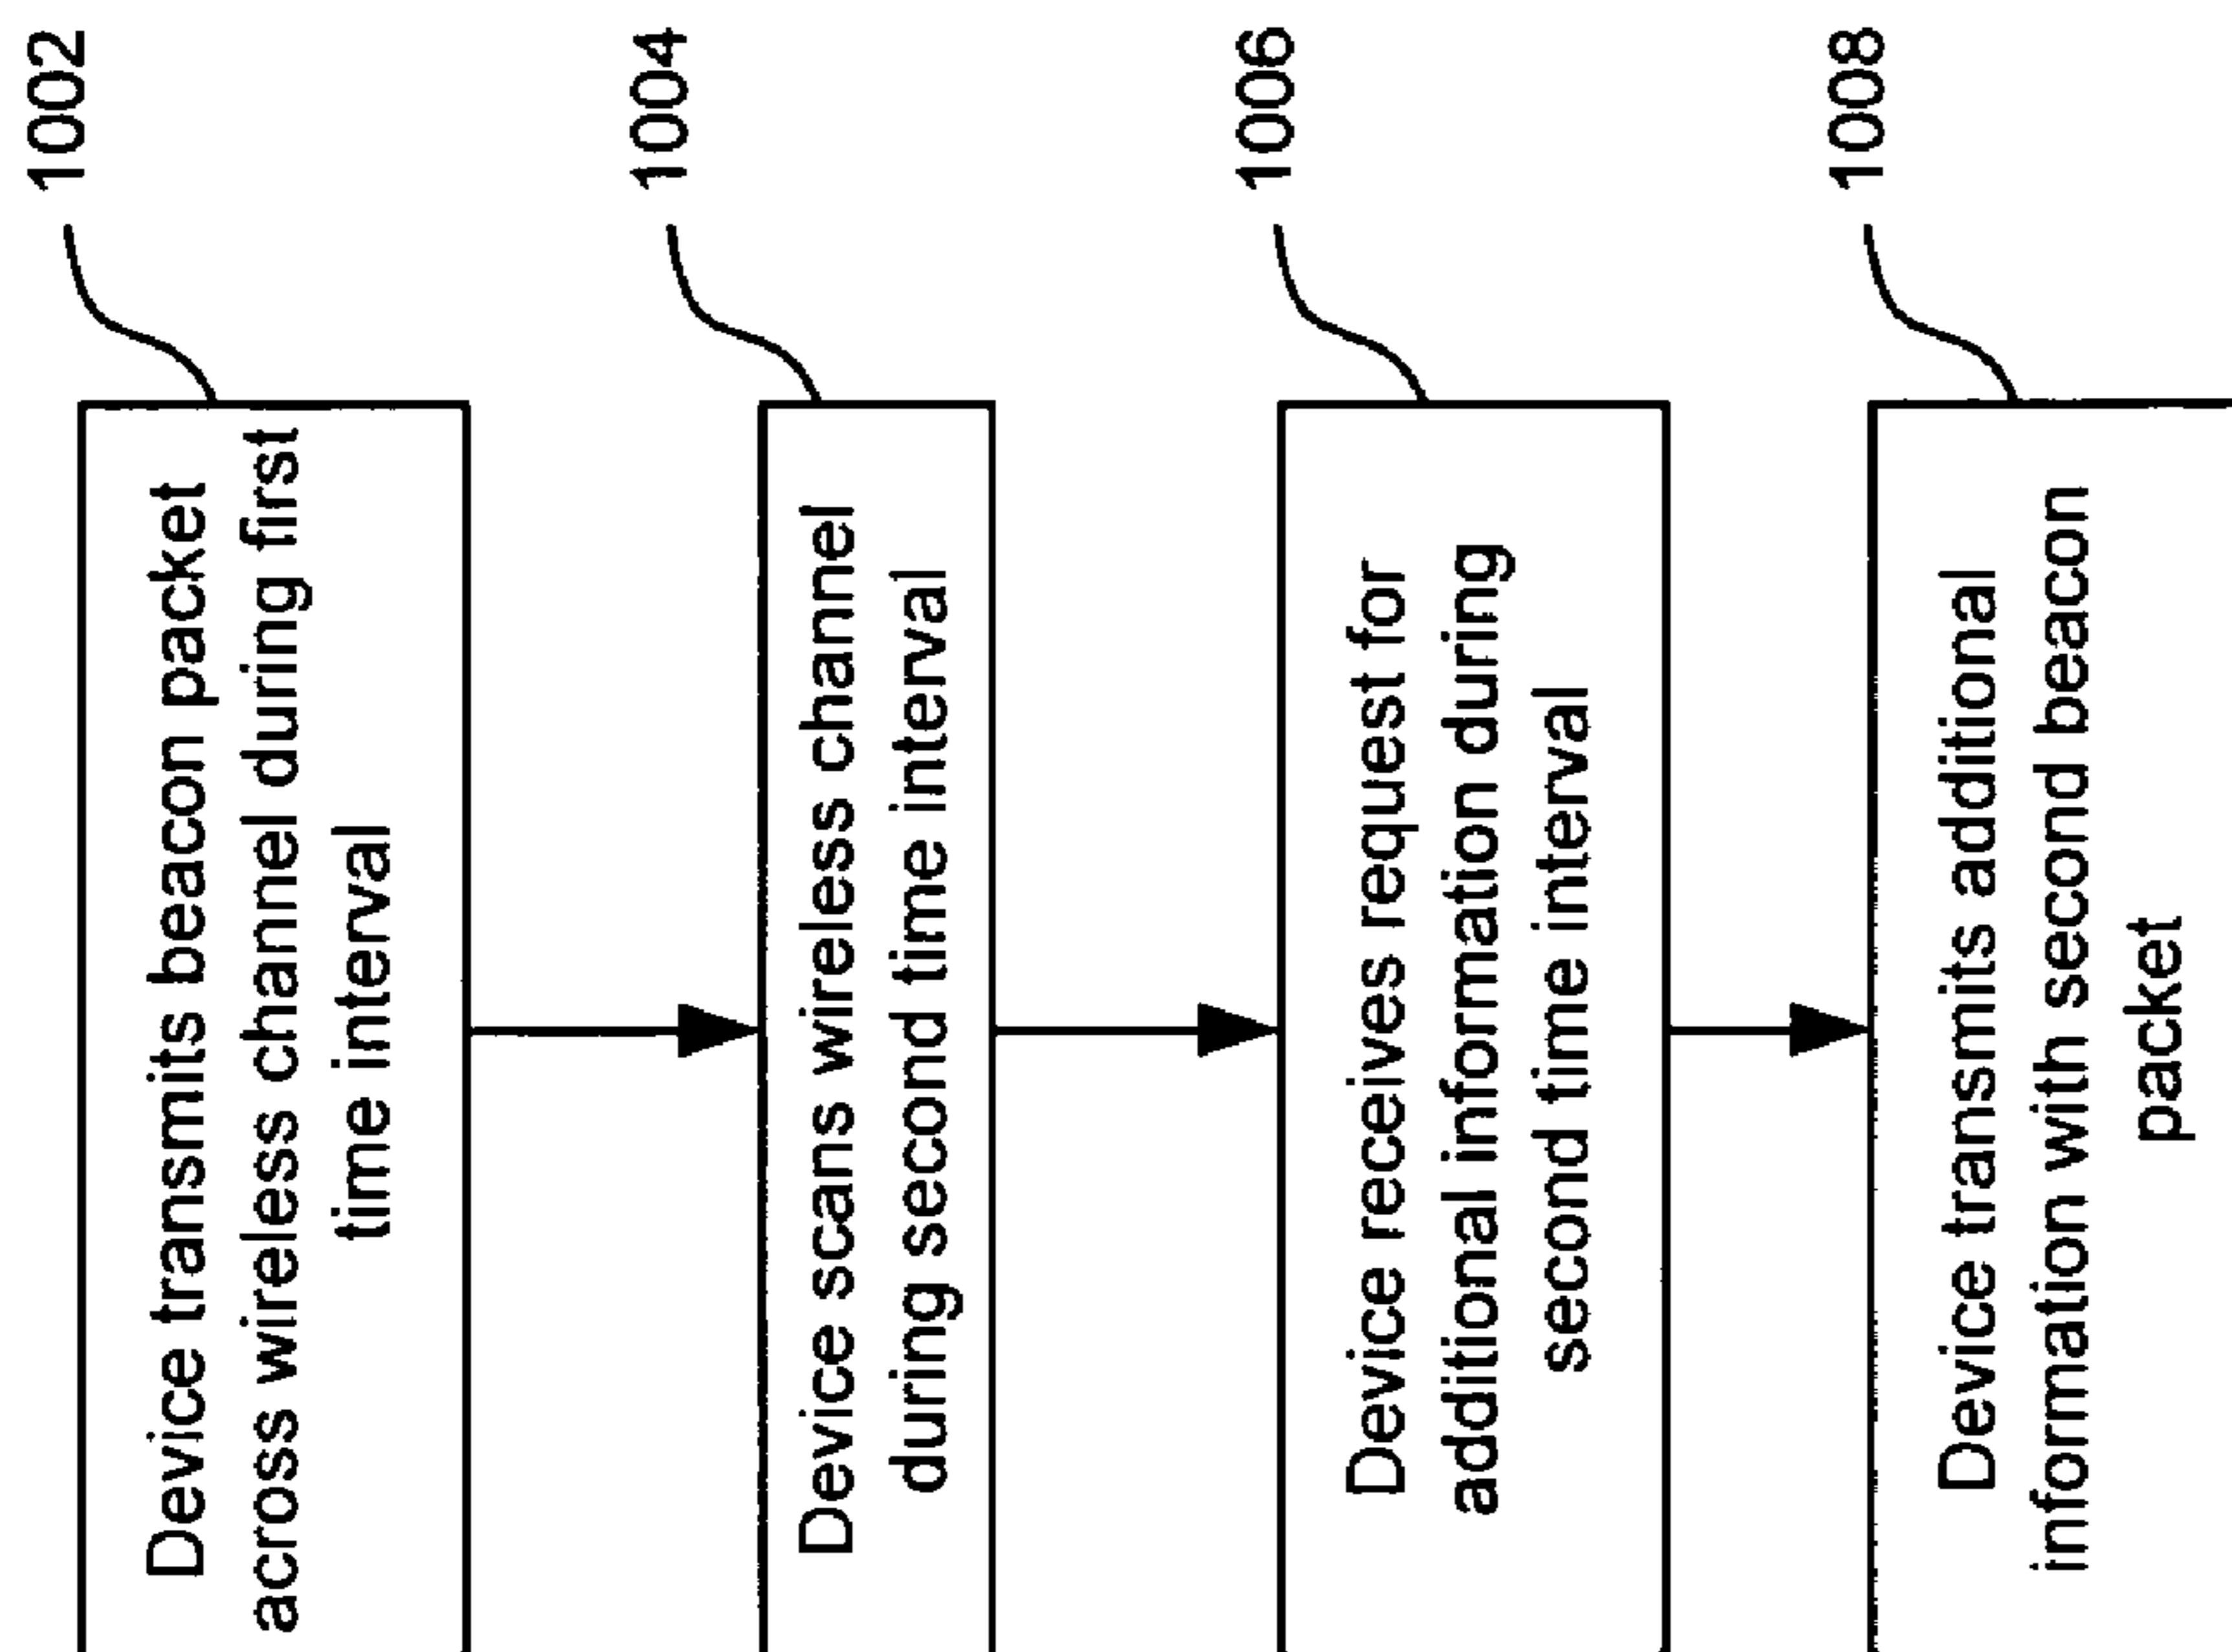 Device transmits beacon packet
across wireless channel during first
time interval
1002
Device scans wireless channel
during second time interval
1004
Device receives request for
additional information during
second time interval
1006
Device transmits additional
information with second beacon
packet
1008